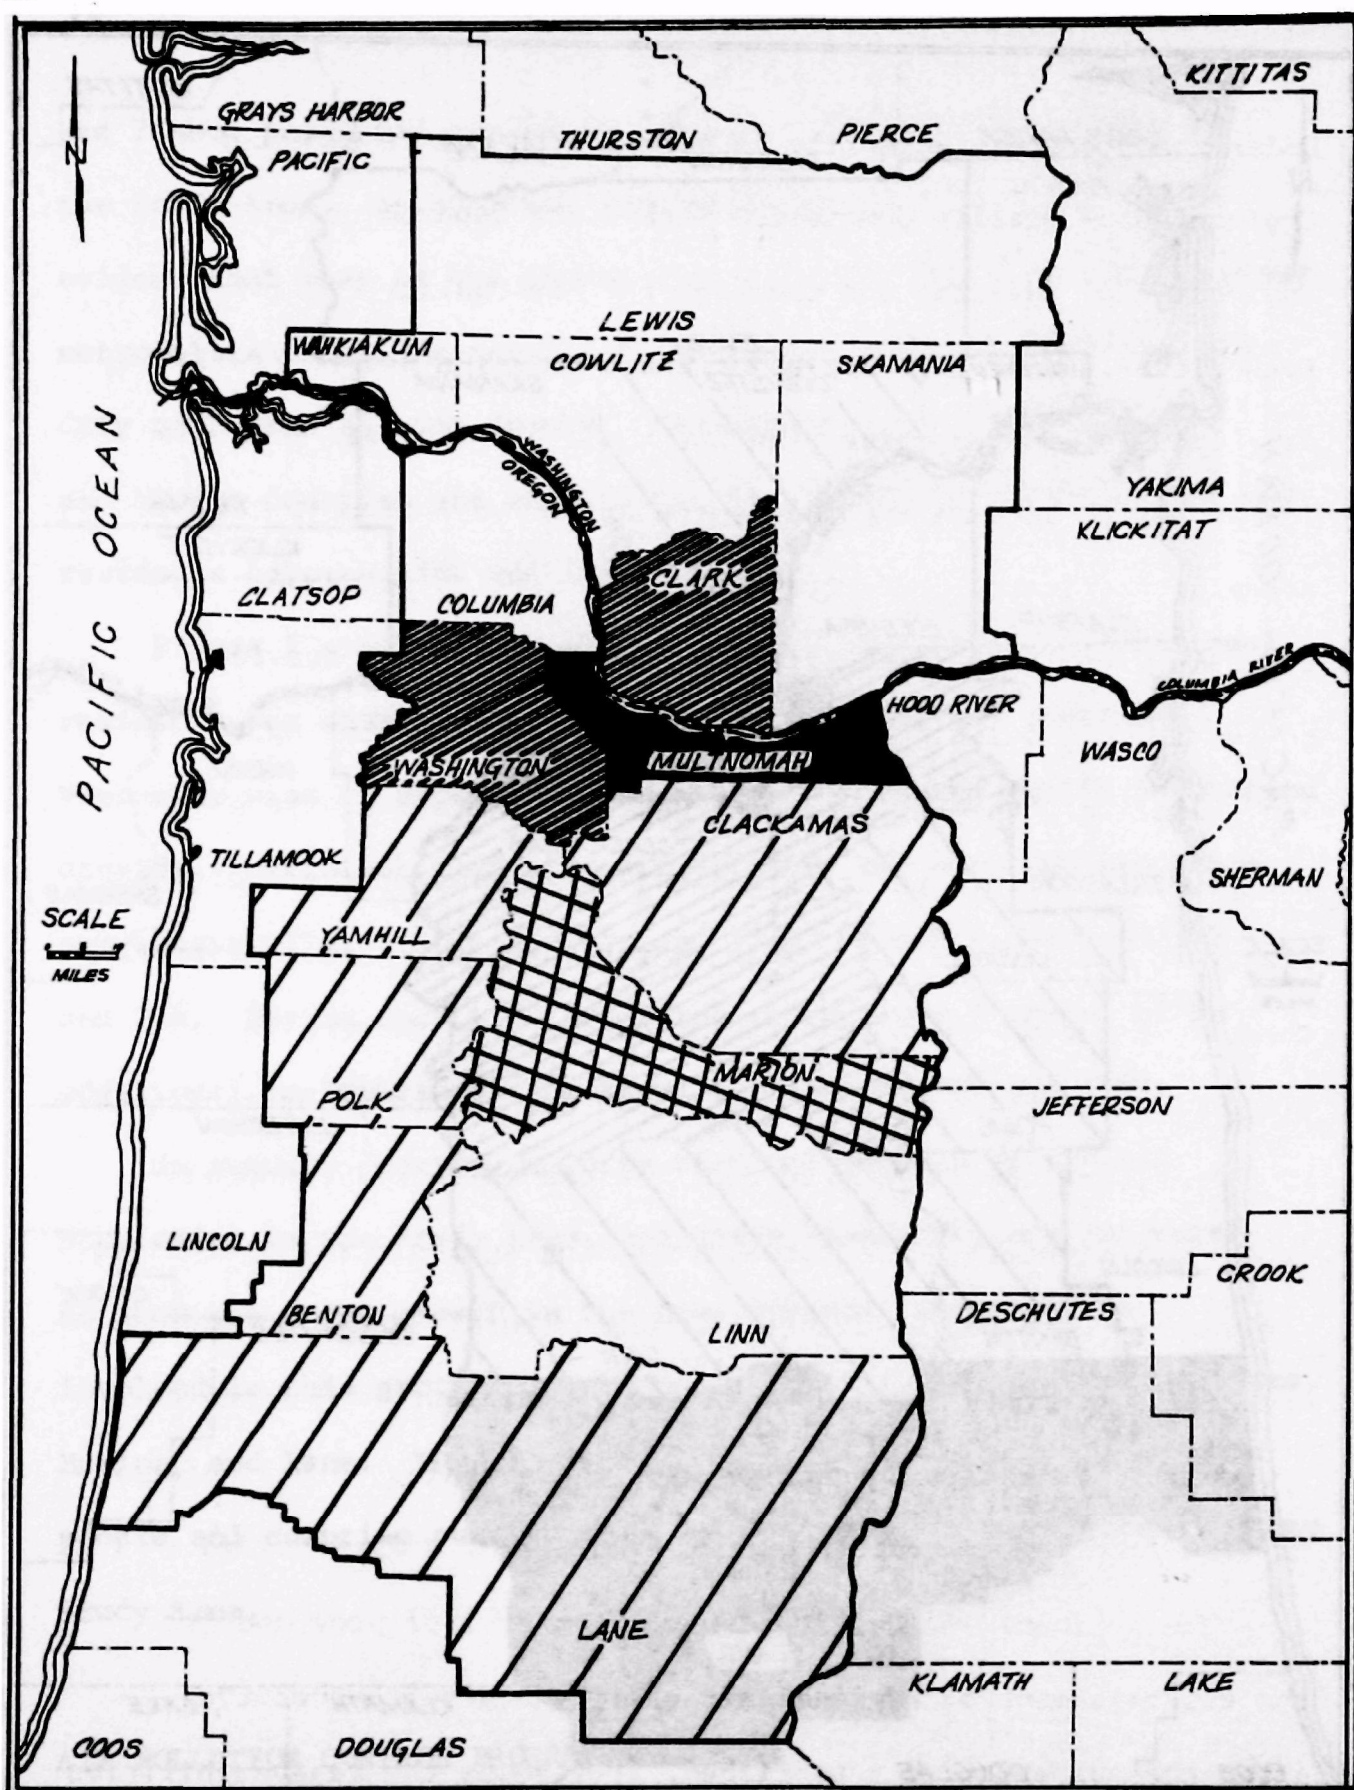 KITTITAS
GRAYS HARBOR
THURSTON
PIERCE
PACIFIC
N
LEWIS
WAHKIAKUM
COWLITZ
SKAMANIA
PACIFIC OCEAN
WASHINGTON
OREGON
YAKIMA
KLICKITAT
CLARK
CLATSOP
COLUMBIA
COLUMBIA RIVER
HOOD RIVER
WASCO
WASHINGTON
MULTNOMAH
CLACKAMAS
TILLAMOOK
SHERMAN
SCALE
MILES
YAMHILL
MARION
POLK
JEFFERSON
LINCOLN
CROOK
BENTON
LINN
DESCHUTES
LANE
KLAMATH
LAKE
COOS
DOUGLAS